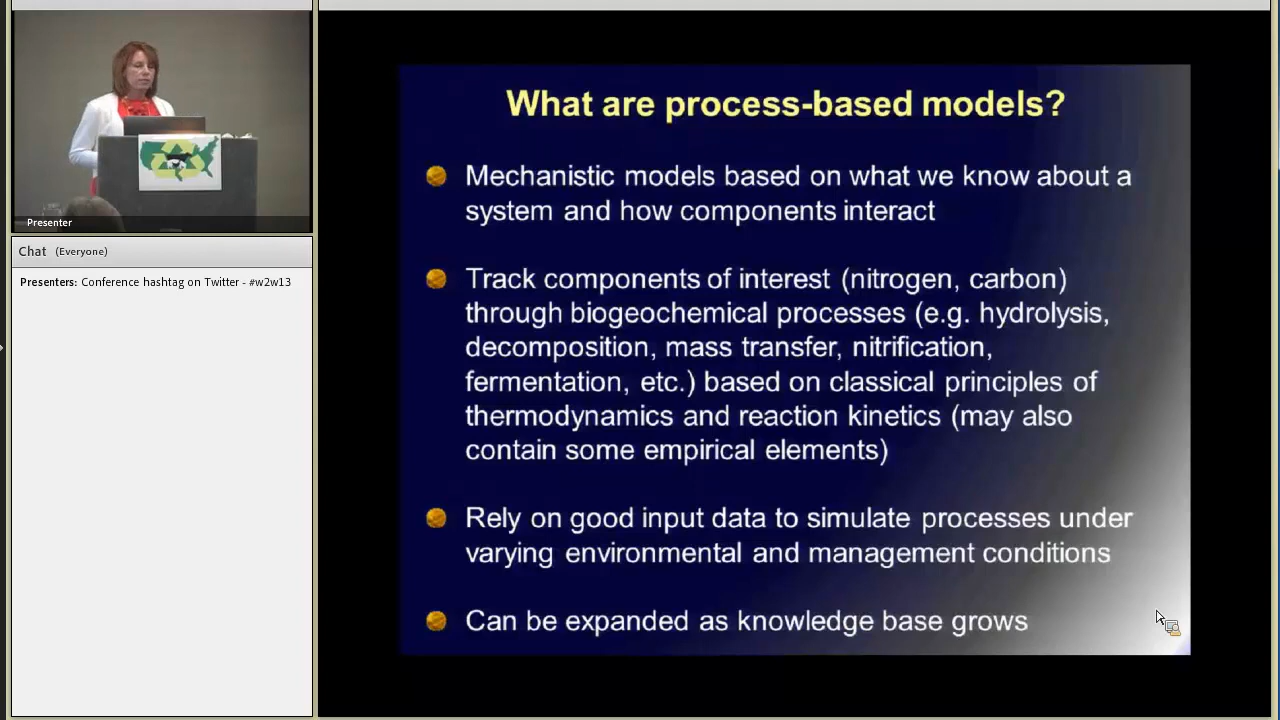 Presenter
Chat (Everyone)
Presenters: Conference hashtag on Twitter - #w2w13
What are process-based models?
Mechanistic models based on what we know about a
system and how components interact
Track components of interest (nitrogen, carbon)
through biogeochemical processes (e.g. hydrolysis,
decomposition, mass transfer, nitrification,
fermentation, etc.) based on classical principles of
thermodynamics and reaction kinetics (may also
contain some empirical elements)
Rely on good input data to simulate processes under
varying environmental and management conditions
Can be expanded as knowledge base grows